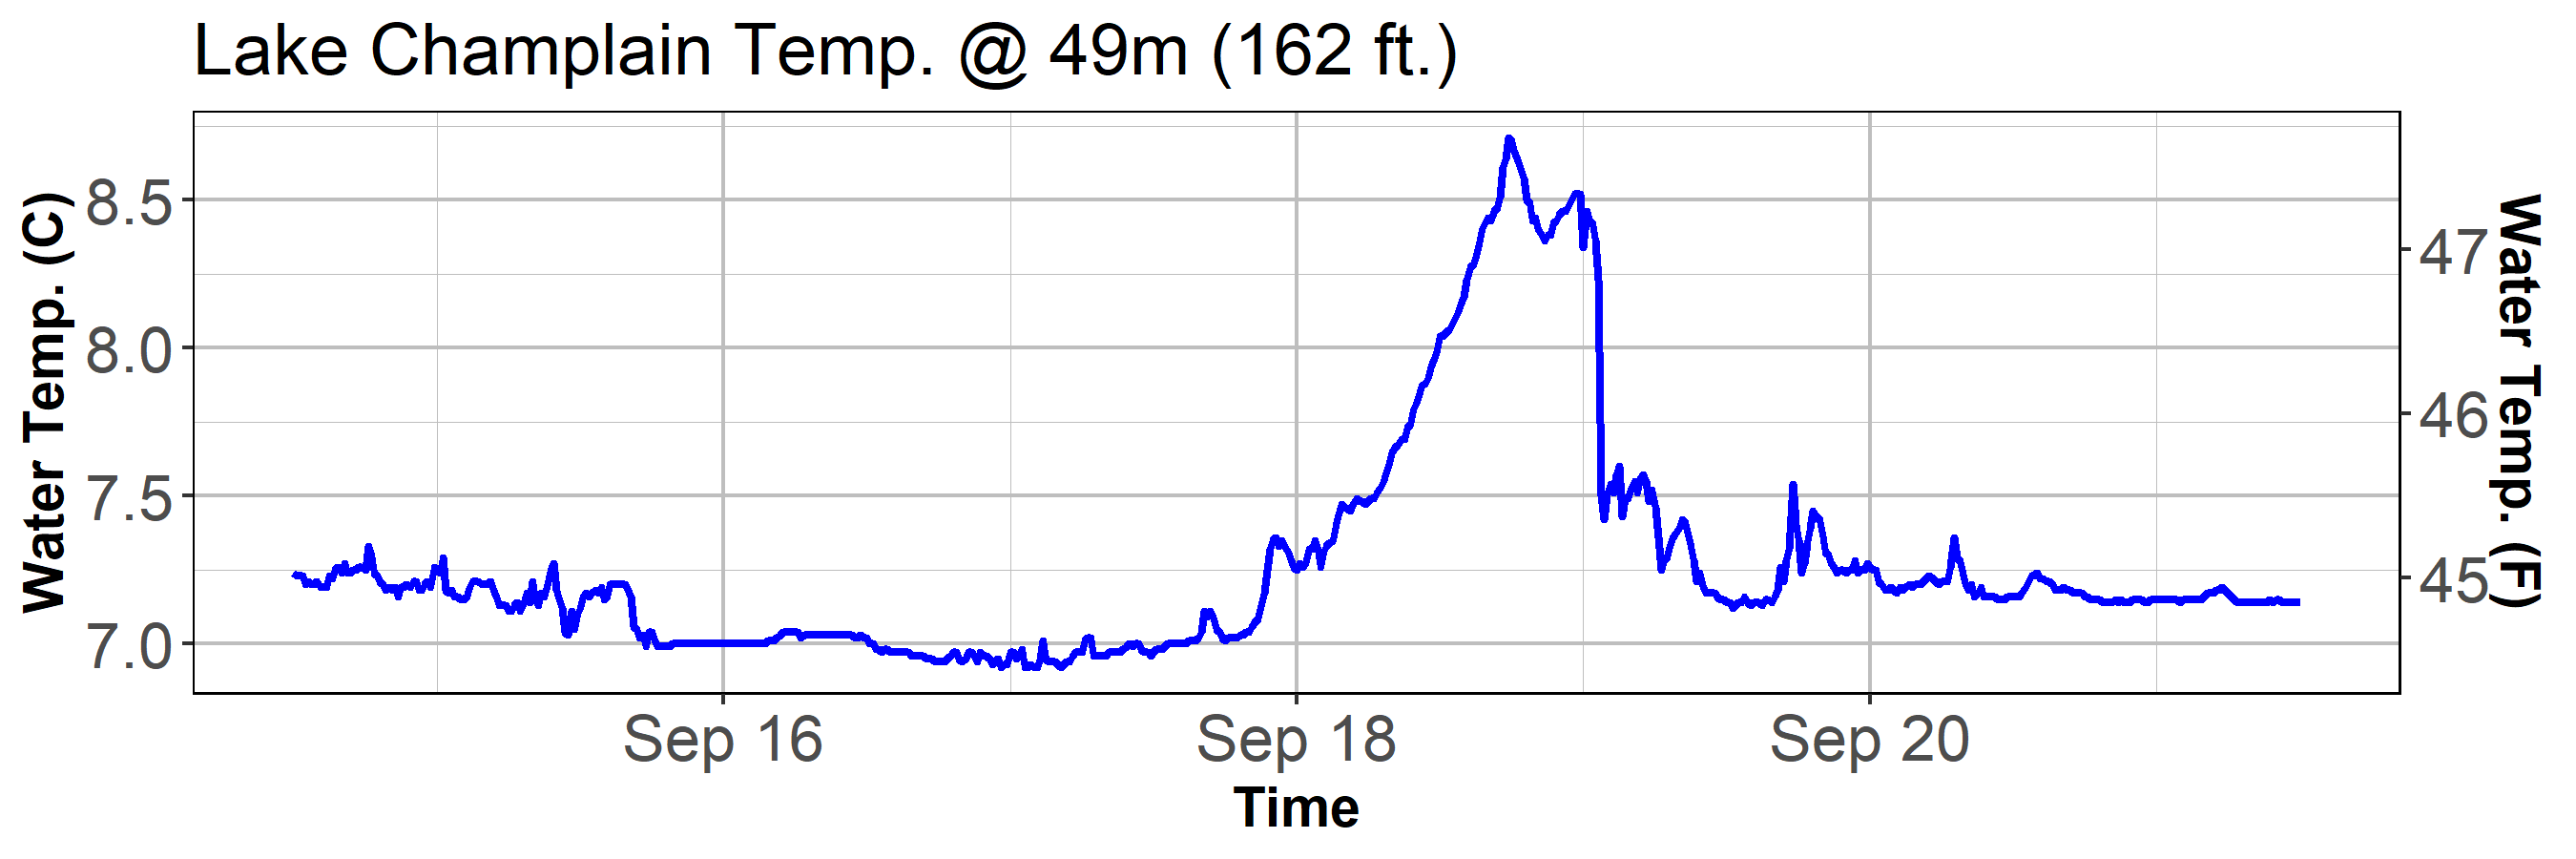 Lake Champlain Temp. @ 49m (162 ft.)
Water Temp. (C)
8.5
8.0
7.5
7.0
47
46
45
Water Temp. (F)
Sep 16 Sep 18 Sep 20
Time